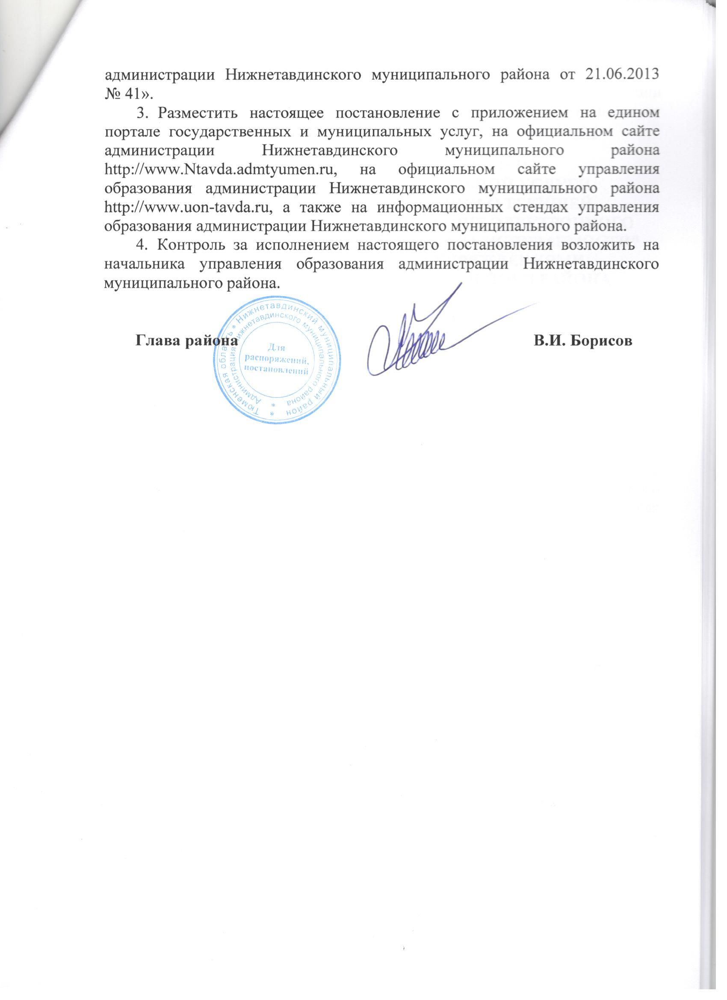 администрации Нижнетавдинского муниципального района от 21.06.2013
№ 41».
3. Разместить настоящее постановление с приложением на едином
портале государственных и муниципальных услуг, на официальном сайте
администрации Нижнетавдинского муниципального района
http://www.Ntavda.admtyumen.ru, на официальном сайте управления
образования администрации Нижнетавдинского муниципального района
http://www.uon-tavda.ru, а также на информационных стендах управления
образования администрации Нижнетавдинского муниципального района.
4. Контроль за исполнением настоящего постановления возложить на
начальника управления образования администрации Нижнетавдинского
муниципального района.
Глава района В.И. Борисов
Тюменская область * Нижнетавдинский муниципальный район *
Администрация Нижнетавдинского муниципального района *
Для
распоряжений,
постановлений